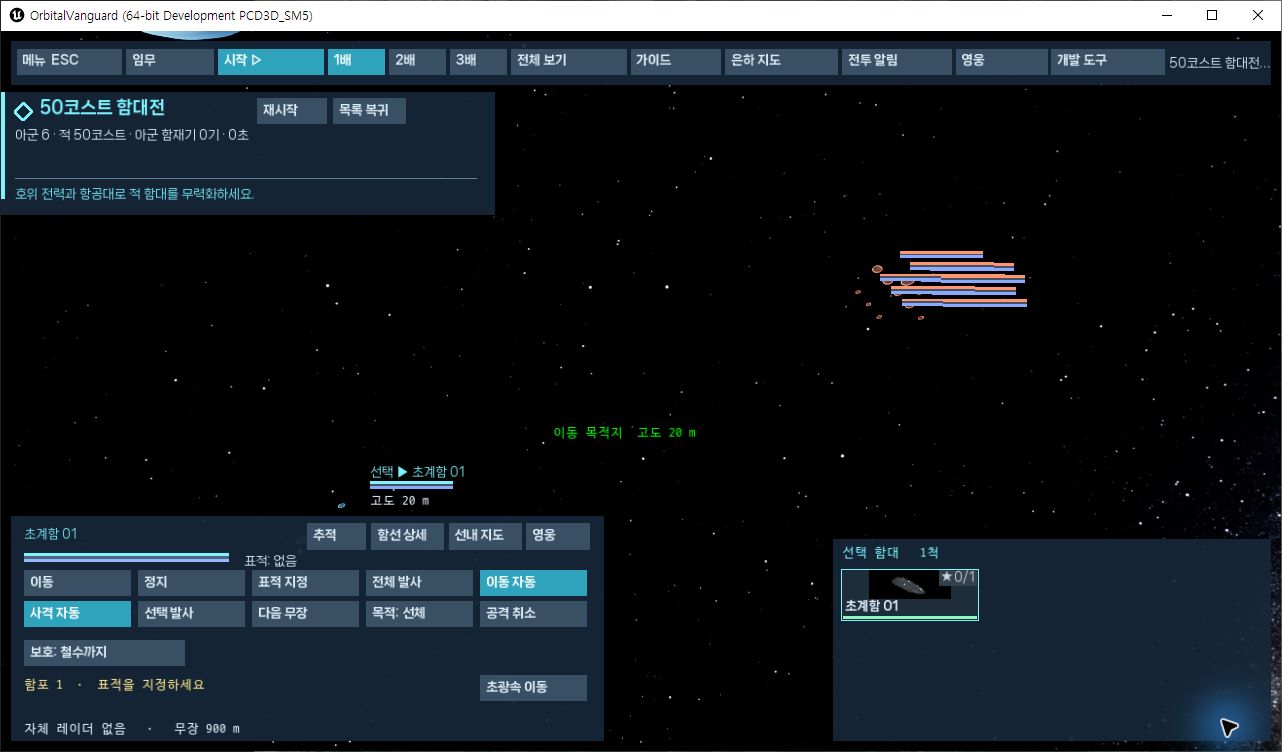 OrbitalVanguard (64-bit Development PCD3D_SM5)
메뉴 ESC 임무 시작 ▷ 1배 2배 3배 전체 보기 가이드 은하 지도 전투 알림 영웅 개발 도구 50코스트 함대전...
50코스트 함대전 재시작 목록 복귀
아군 6 · 적 50코스트 · 아군 함재기 0기 · 0초
호위 전력과 항공대로 적 함대를 무력화하세요.
이동 목적지 고도 20 m
선택 ▶ 초계함 01
고도 20 m
초계함 01 추적 함선 상세 선내 지도 영웅
표적: 없음
이동 정지 표적 지정 전체 발사 이동 자동
사격 자동 선택 발사 다음 무장 목적: 선체 공격 취소
보호: 철수까지
함포 1 · 표적을 지정하세요
초광속 이동
자체 레이더 없음 · 무장 900 m
선택 함대 1척
★0/1
초계함 01